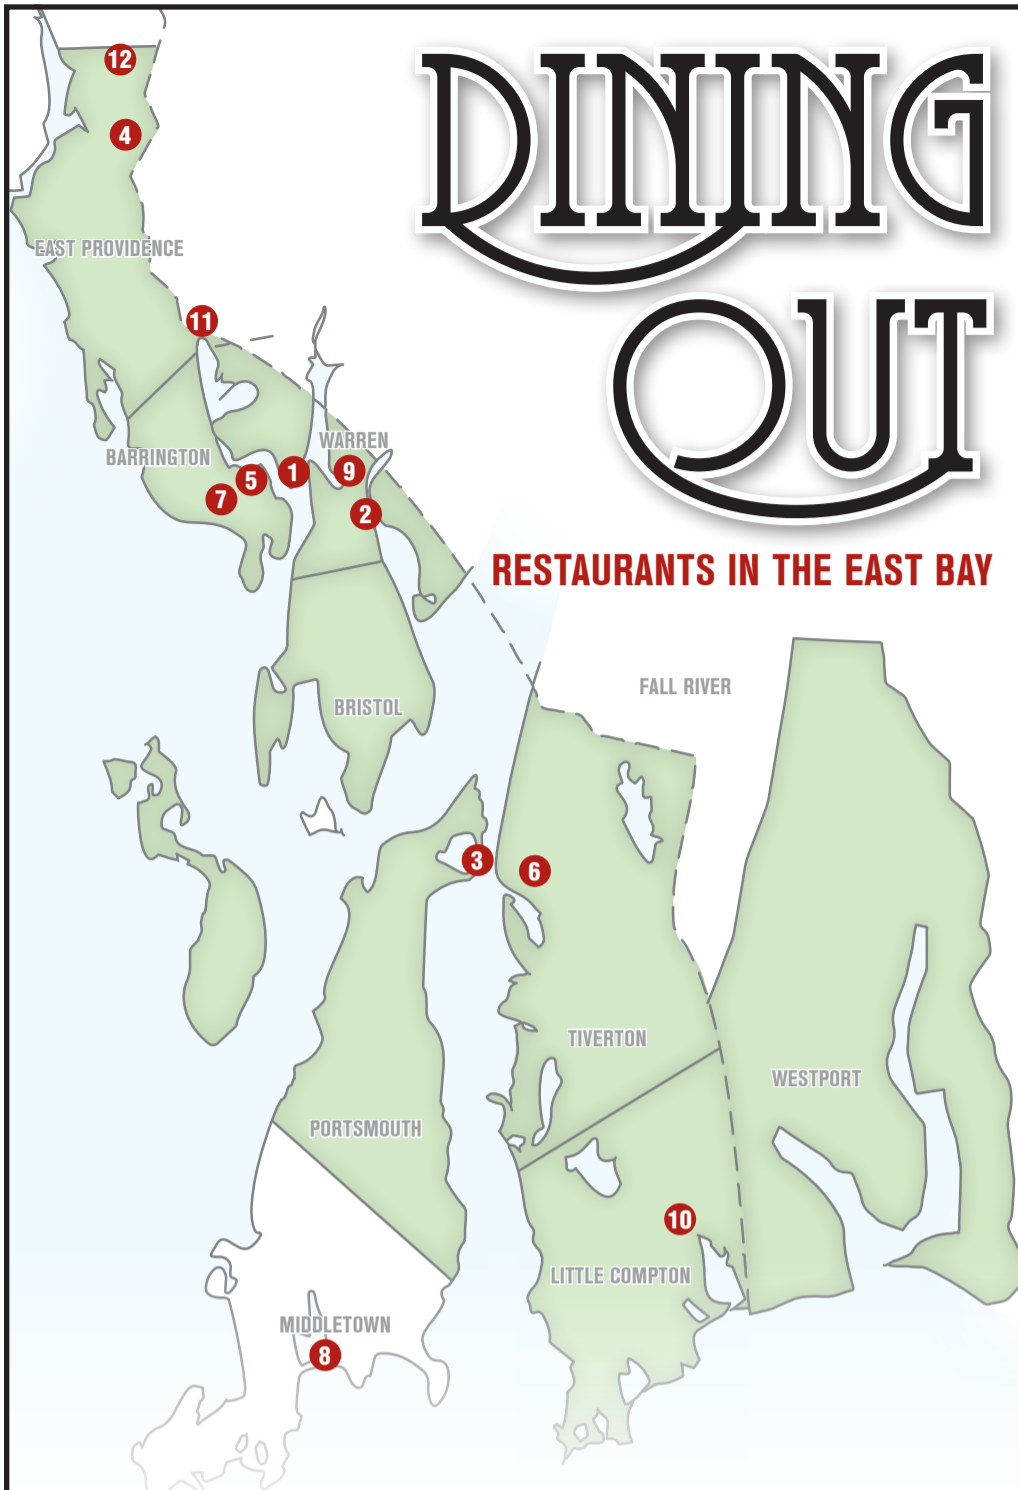 DINING
OUT
RESTAURANTS IN THE EAST BAY
12
4
EAST PROVIDENCE
11
WARREN
BARRINGTON
1
9
5
7
2
FALL RIVER
BRISTOL
3
6
TIVERTON
WESTPORT
PORTSMOUTH
10
LITTLE COMPTON
MIDDLETOWN
8